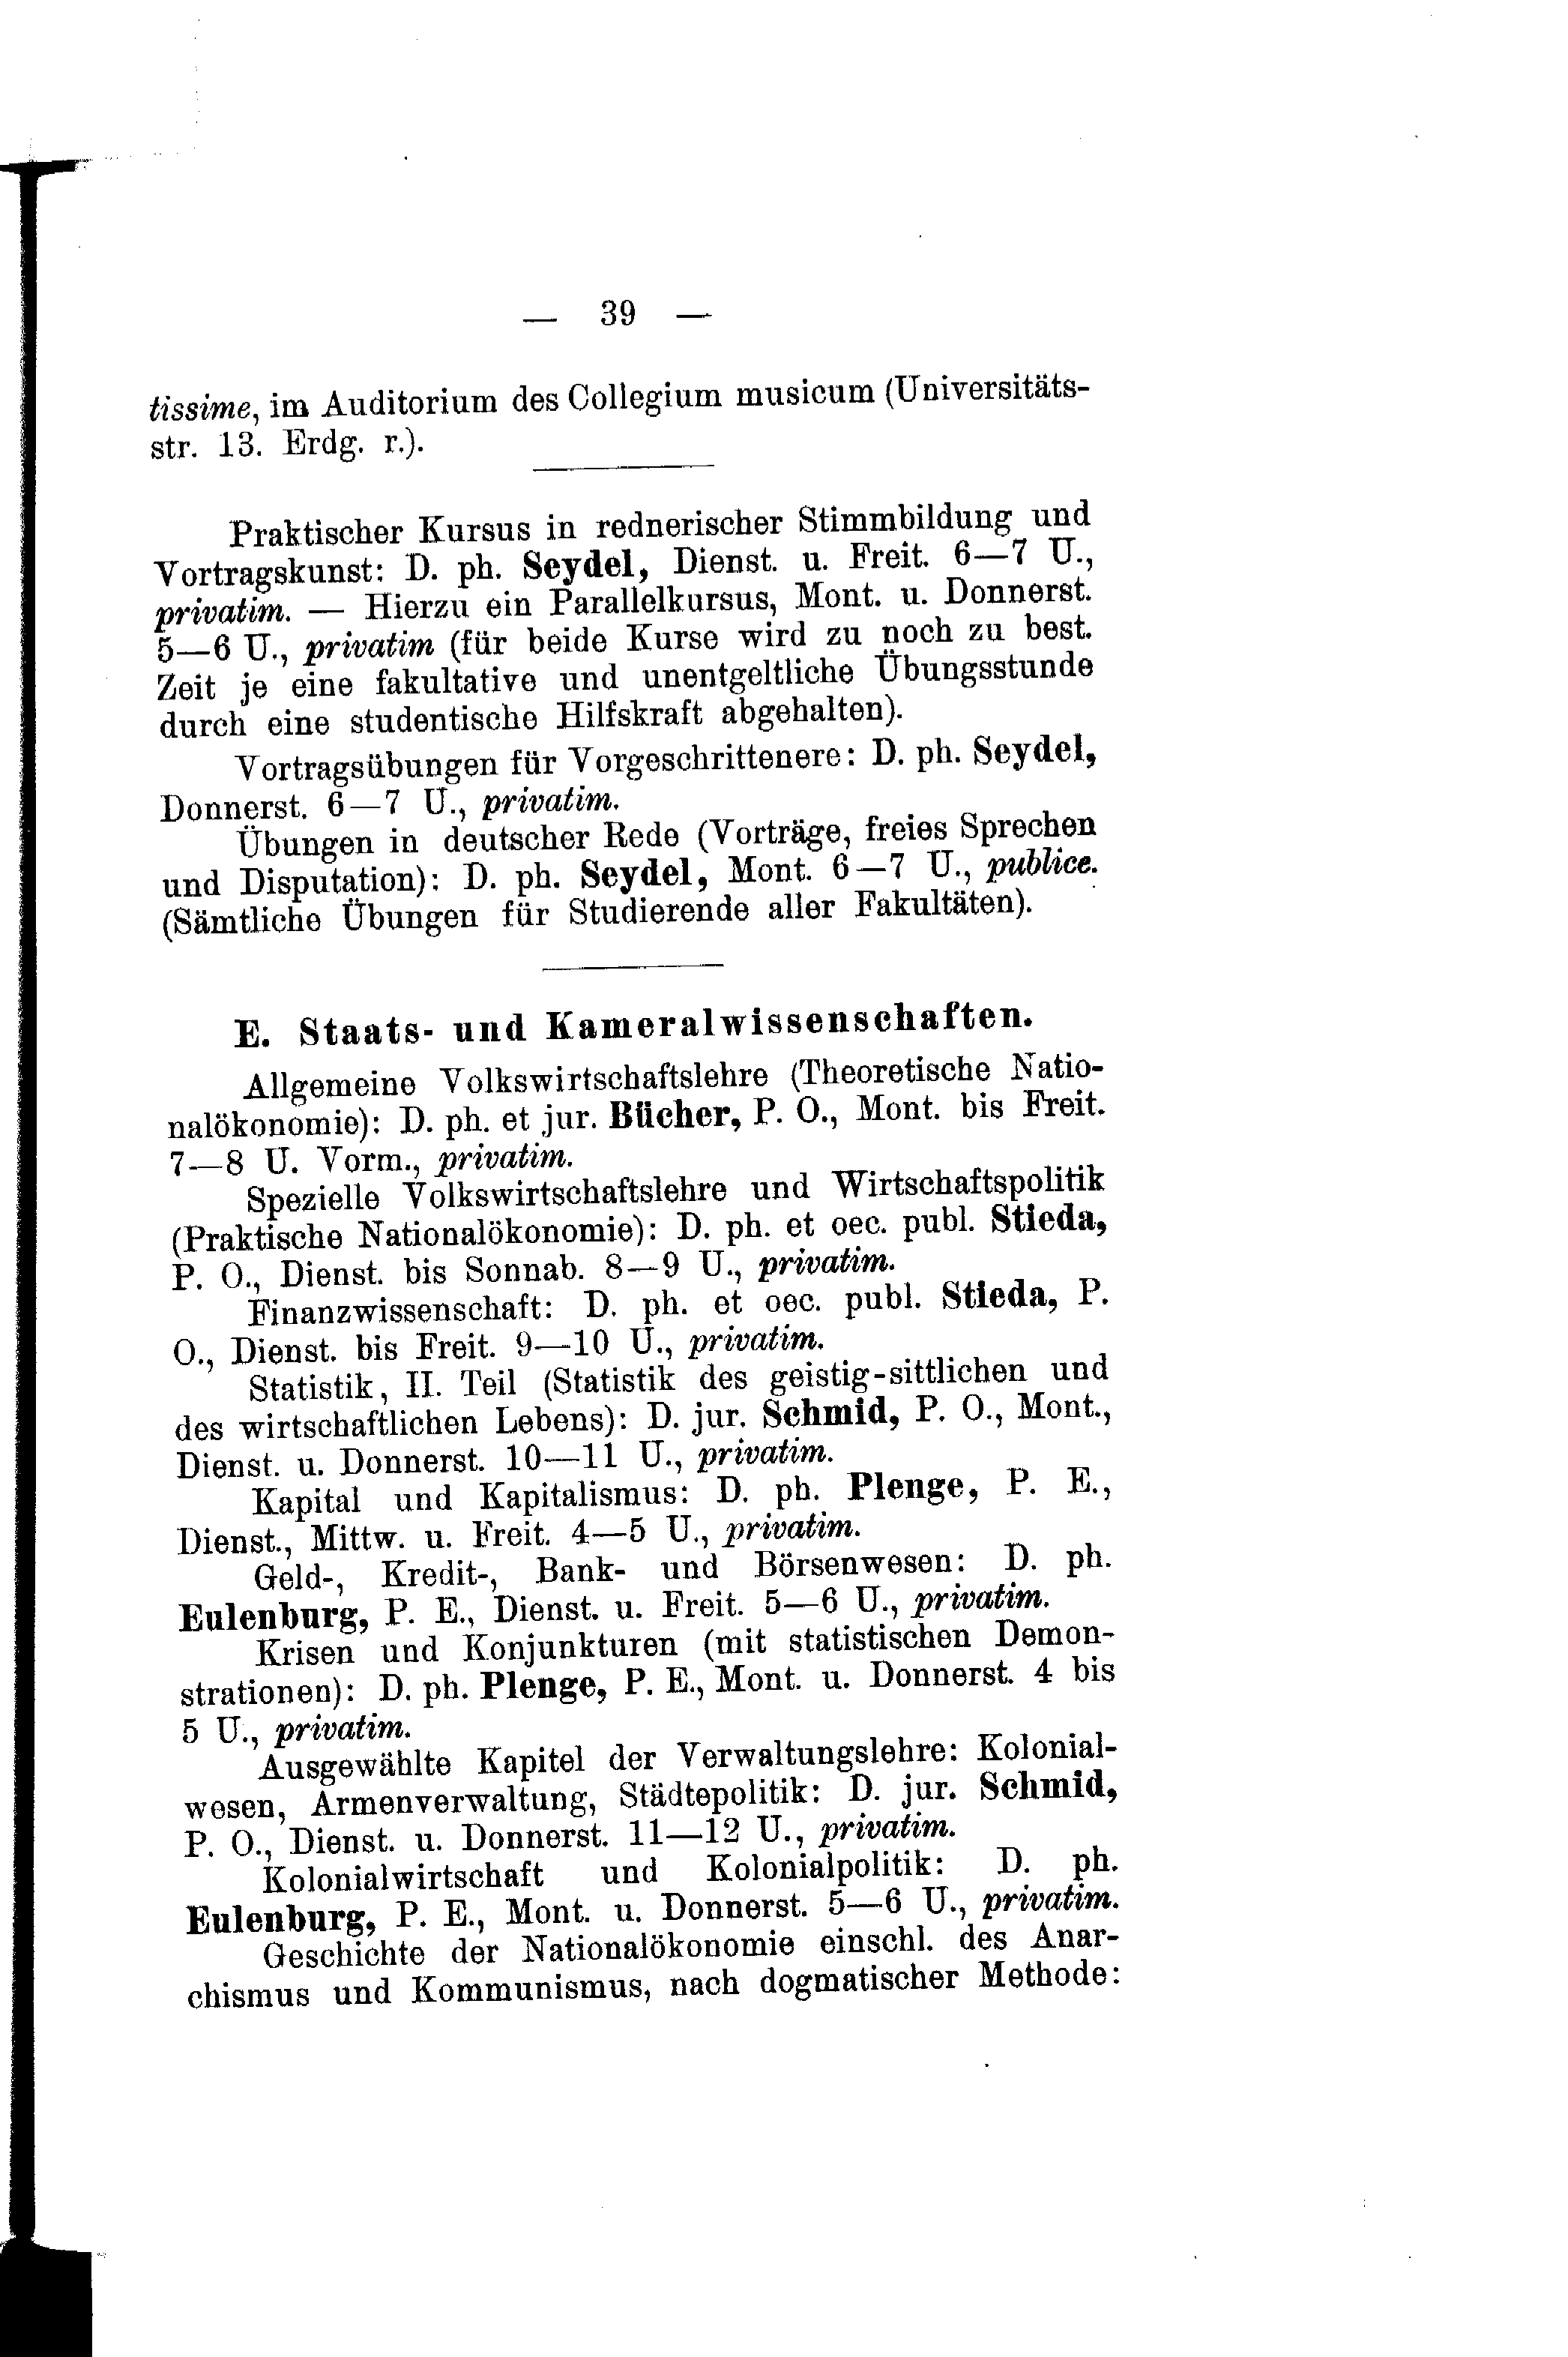 — 39 —
tissime, im Auditorium des Collegium musicum (Universitäts-
str. 13. Erdg. r.).
Praktischer Kursus in rednerischer Stimmbildung und
Vortragskunst: D. ph. Seydel, Dienst. u. Freit. 6—7 U.,
privatim. — Hierzu ein Parallelkursus, Mont. u. Donnerst.
5—6 U., privatim (für beide Kurse wird zu noch zu best.
Zeit je eine fakultative und unentgeltliche Übungsstunde
durch eine studentische Hilfskraft abgehalten).
Vortragsübungen für Vorgeschrittenere: D. ph. Seydel,
Donnerst. 6—7 U., privatim.
Übungen in deutscher Rede (Vorträge, freies Sprechen
und Disputation): D. ph. Seydel, Mont. 6—7 U., publice.
(Sämtliche Übungen für Studierende aller Fakultäten).
E. Staats- und Kameralwissenschaften.
Allgemeine Volkswirtschaftslehre (Theoretische Natio-
nalökonomie): D. ph. et jur. Bücher, P. O., Mont. bis Freit.
7—8 U. Vorm., privatim.
Spezielle Volkswirtschaftslehre und Wirtschaftspolitik
(Praktische Nationalökonomie): D. ph. et oec. publ. Stieda,
P. O., Dienst. bis Sonnab. 8—9 U., privatim.
Finanzwissenschaft: D. ph. et oec. publ. Stieda, P.
O., Dienst. bis Freit. 9—10 U., privatim.
Statistik, II. Teil (Statistik des geistig-sittlichen und
des wirtschaftlichen Lebens): D. jur. Schmid, P. O., Mont.,
Dienst. u. Donnerst. 10—11 U., privatim.
Kapital und Kapitalismus: D. ph. Plenge, P. E.,
Dienst., Mittw. u. Freit. 4—5 U., privatim.
Geld-, Kredit-, Bank- und Börsenwesen: D. ph.
Eulenburg, P. E., Dienst. u. Freit. 5—6 U., privatim.
Krisen und Konjunkturen (mit statistischen Demon-
strationen): D. ph. Plenge, P. E., Mont. u. Donnerst. 4 bis
5 U., privatim.
Ausgewählte Kapitel der Verwaltungslehre: Kolonial-
wesen, Armenverwaltung, Städtepolitik: D. jur. Schmid,
P. O., Dienst. u. Donnerst. 11—12 U., privatim.
Kolonialwirtschaft und Kolonialpolitik: D. ph.
Eulenburg, P. E., Mont. u. Donnerst. 5—6 U., privatim.
Geschichte der Nationalökonomie einschl. des Anar-
chismus und Kommunismus, nach dogmatischer Methode: